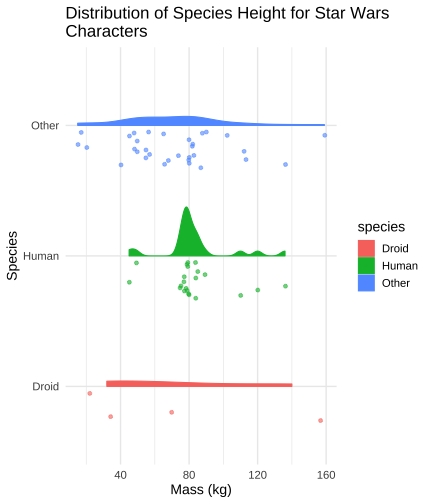 Distribution of Species Height for Star Wars
Characters
Species
Other
Human
Droid
40
80
120
160
Mass (kg)
species
Droid
Human
Other